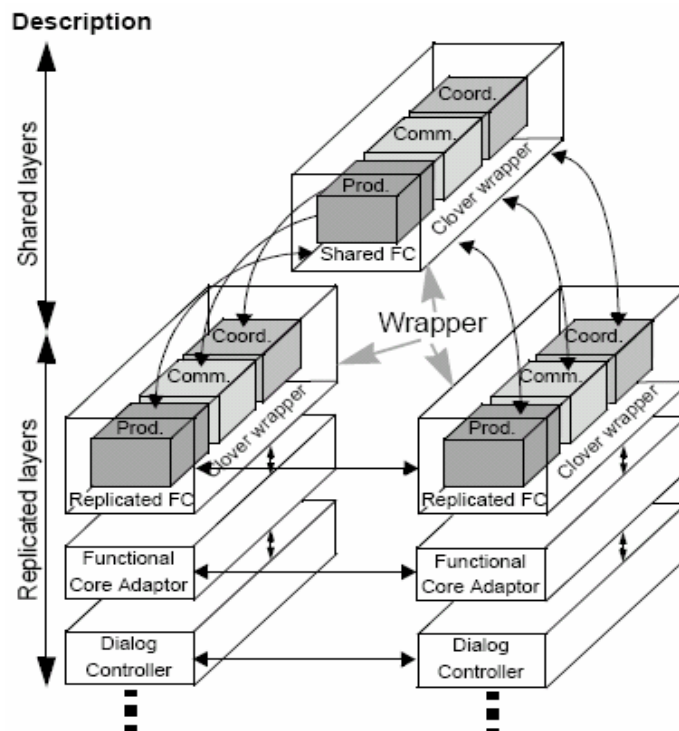 Description
Shared layers
Coord.
Comm.
Prod.
Clover wrapper
Shared FC
Wrapper
Replicated layers
Coord.
Comm.
Prod.
Clover wrapper
Replicated FC
Coord.
Comm.
Prod.
Clover wrapper
Replicated FC
Functional
Core Adaptor
Functional
Core Adaptor
Dialog
Controller
Dialog
Controller